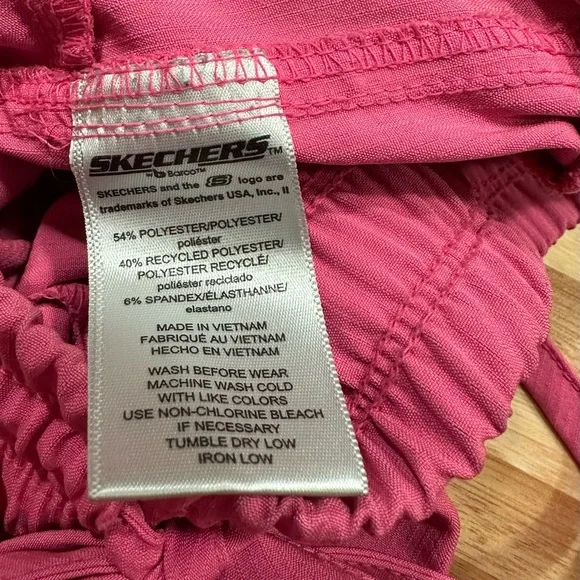 SKECHERS™
by Barco™
SKECHERS and the S logo are
trademarks of Skechers USA, Inc., II
54% POLYESTER/POLYESTER/
poliéster
40% RECYCLED POLYESTER/
POLYESTER RECYCLÉ/
poliéster reciclado
6% SPANDEX/ÉLASTHANNE/
elastano
MADE IN VIETNAM
FABRIQUÉ AU VIETNAM
HECHO EN VIETNAM
WASH BEFORE WEAR
MACHINE WASH COLD
WITH LIKE COLORS
USE NON-CHLORINE BLEACH
IF NECESSARY
TUMBLE DRY LOW
IRON LOW